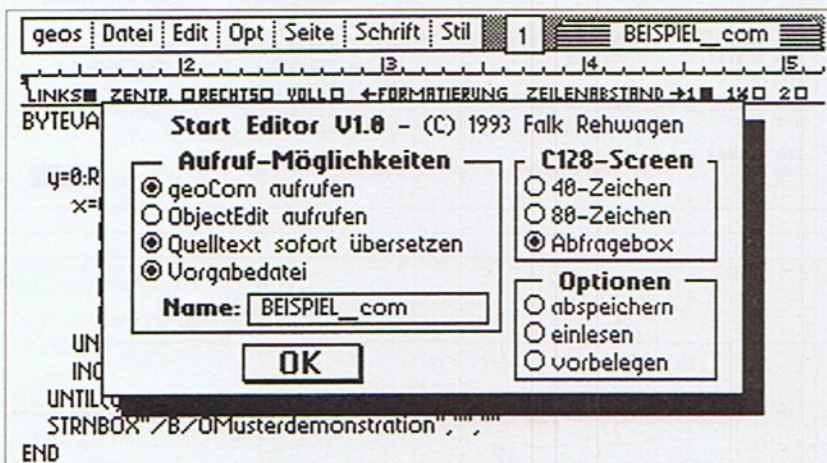 geos Datei Edit Opt Seite Schrift Stil 1 BEISPIEL__com
2 3 4 5
LINKS ZENTR. RECHTS VOLL ←FORMATIERUNG ZEILENABSTAND →1 1½ 2
BYTEVA
Start Editor V1.0 - (C) 1993 Falk Rehwagen
y=0:R
x=
Aufruf-Möglichkeiten
geoCom aufrufen
ObjectEdit aufrufen
Quelltext sofort übersetzen
Vorgabedatei
Name: BEISPIEL__com
C128-Screen
40-Zeichen
80-Zeichen
Abfragebox
Optionen
abspeichern
einlesen
vorbelegen
OK
UN
INC
UNTIL(
STRNBOX"/B/OMusterdemonstration","",""
END